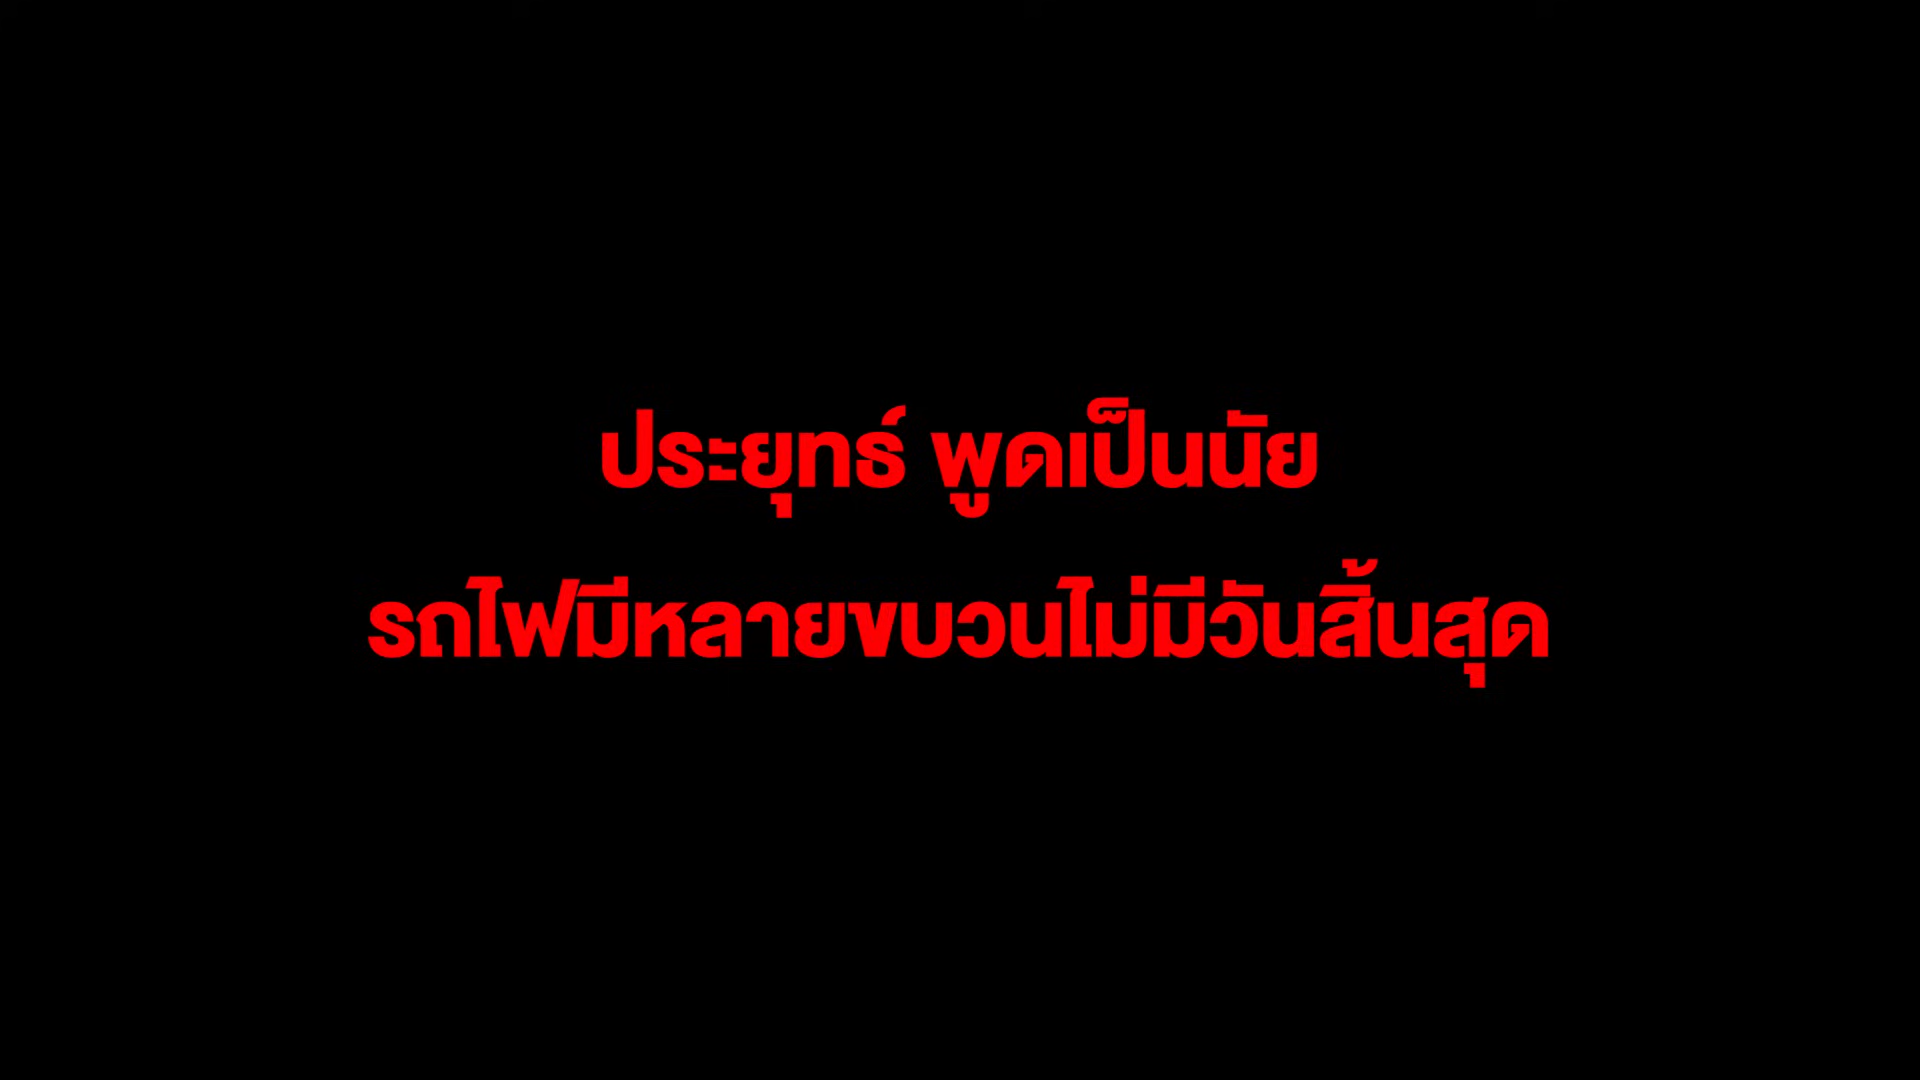 ประยุทธ์ พูดเป็นนัย
รถไฟมีหลายขบวนไม่มีวันสิ้นสุด